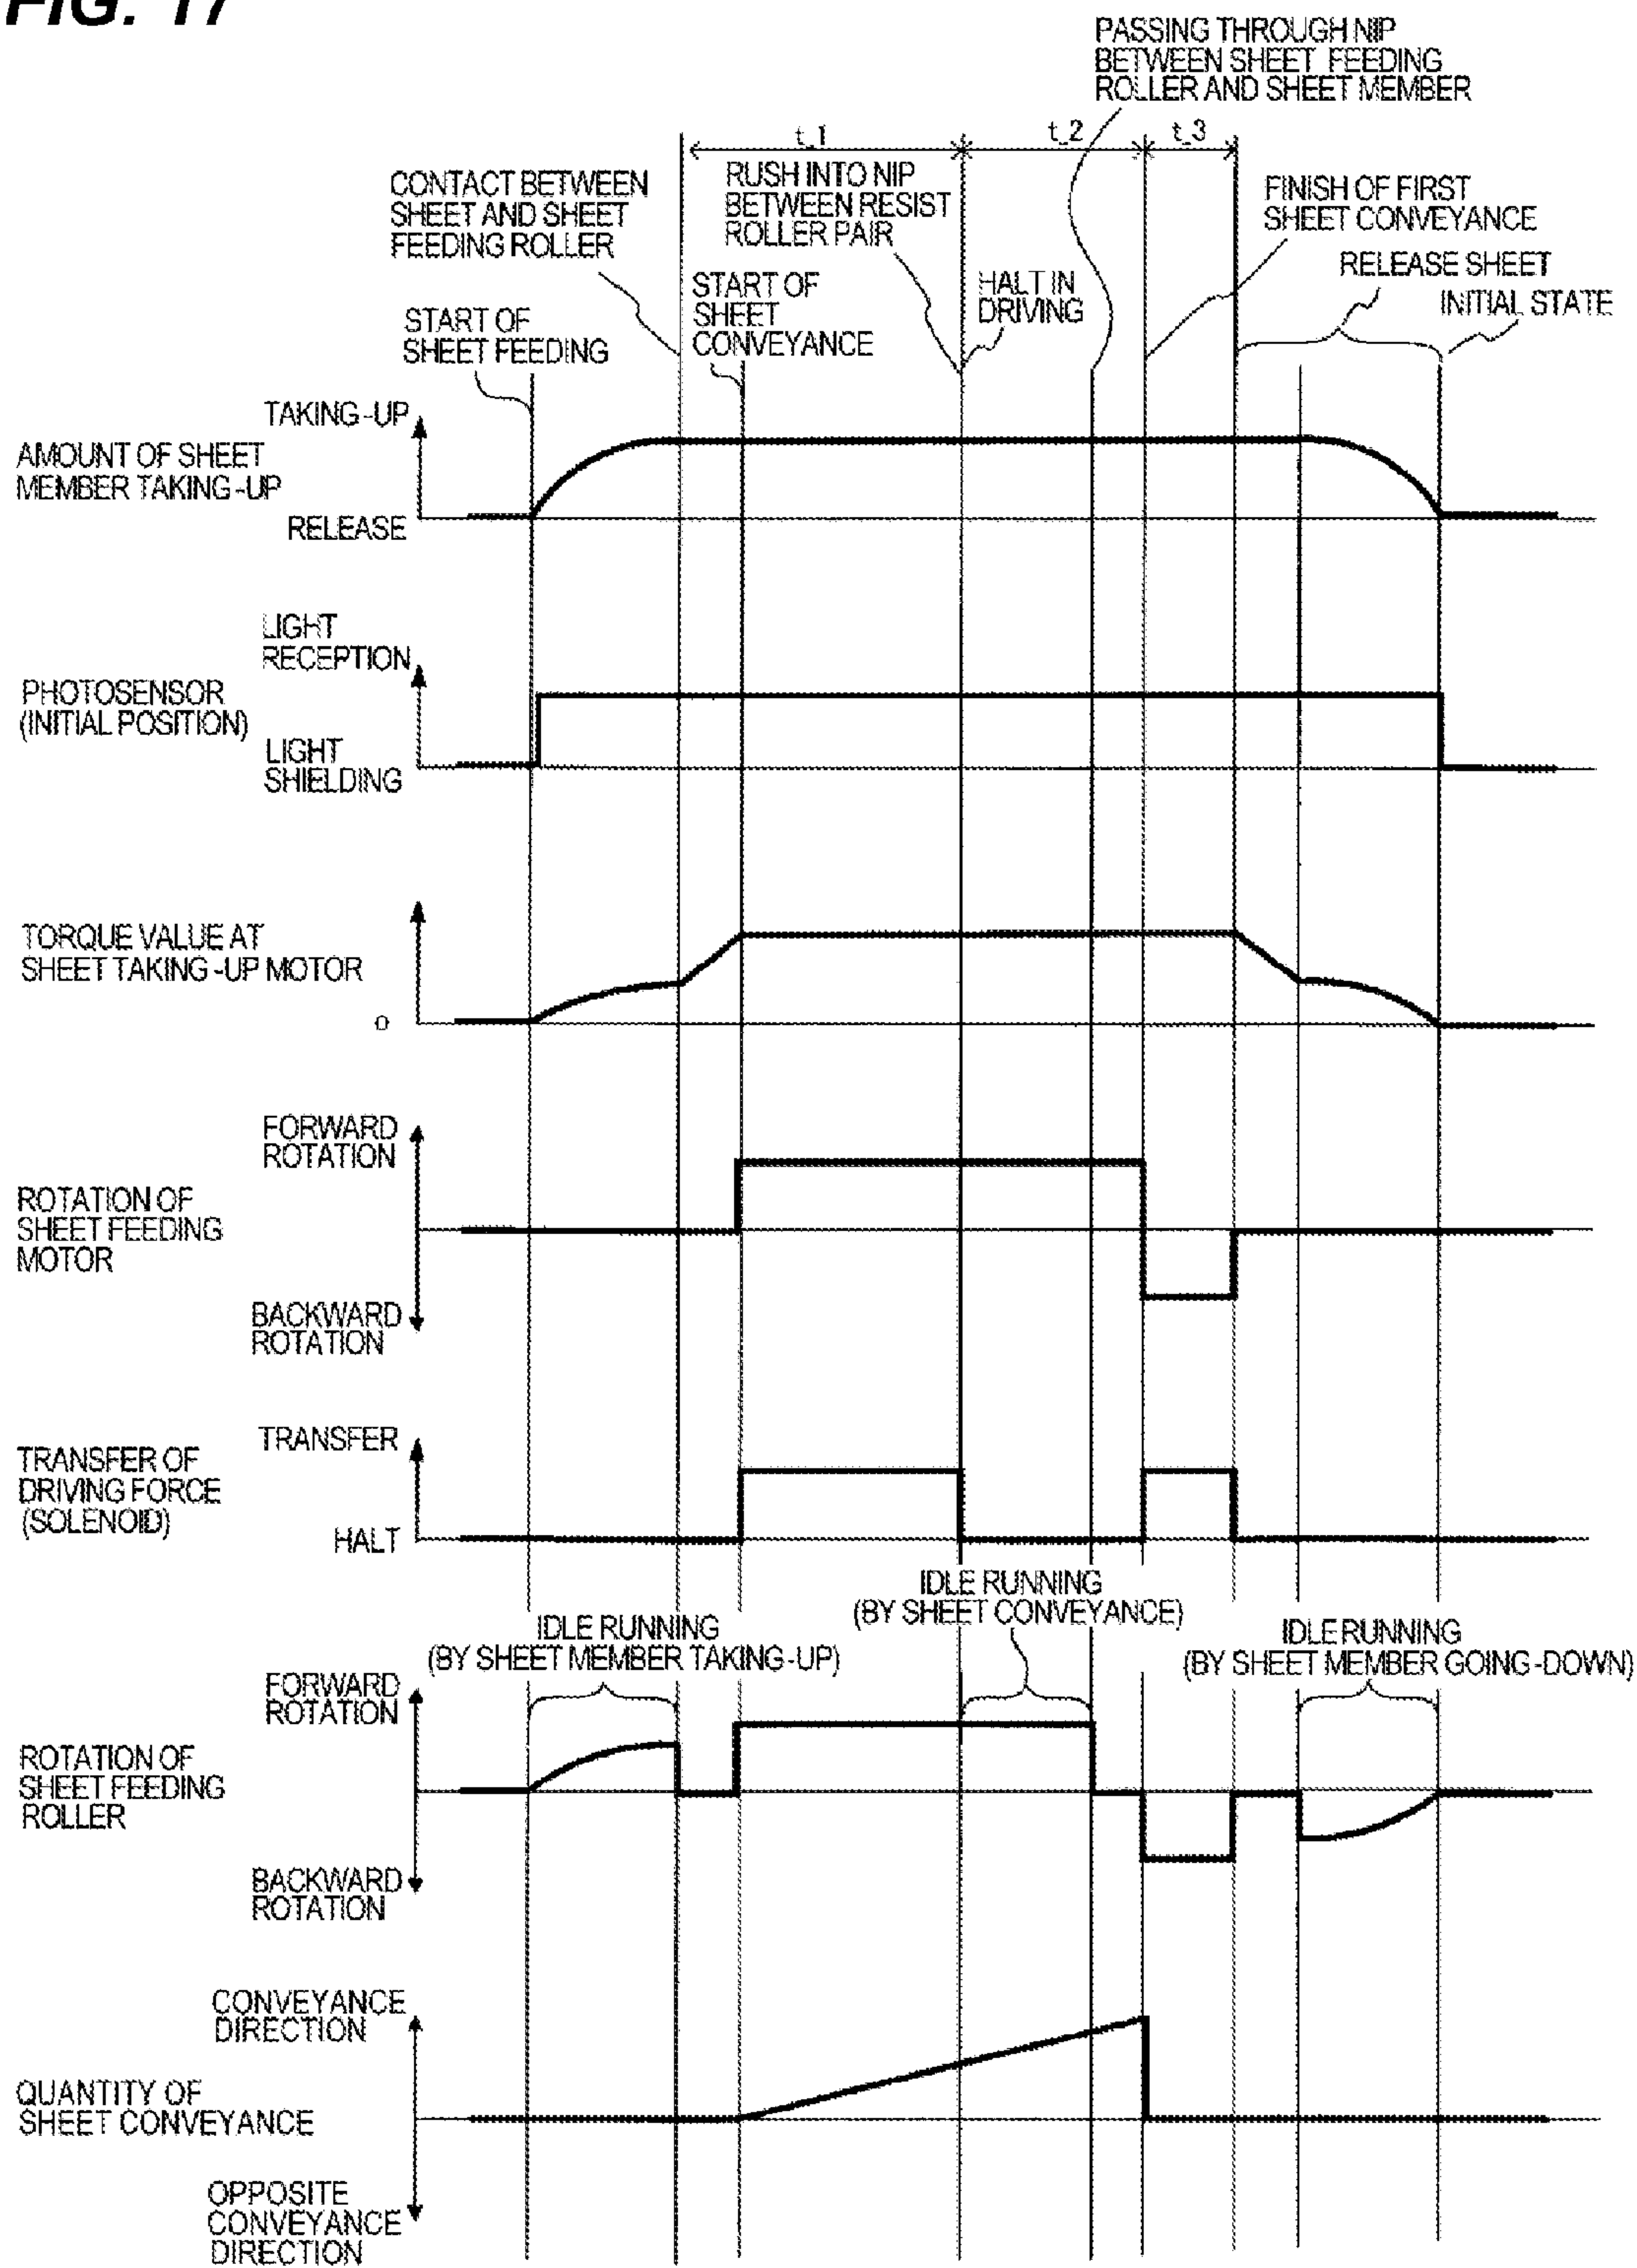 FIG. 17
PASSING THROUGH NIP
BETWEEN SHEET FEEDING
ROLLER AND SHEET MEMBER
t_1
t_2
t_3
CONTACT BETWEEN
SHEET AND SHEET
FEEDING ROLLER
RUSH INTO NIP
BETWEEN RESIST
ROLLER PAIR
FINISH OF FIRST
SHEET CONVEYANCE
START OF
SHEET FEEDING
START OF
SHEET
CONVEYANCE
HALT IN
DRIVING
RELEASE SHEET
INITIAL STATE
AMOUNT OF SHEET
MEMBER TAKING-UP
TAKING-UP
RELEASE
PHOTOSENSOR
(INITIAL POSITION)
LIGHT
RECEPTION
LIGHT
SHIELDING
TORQUE VALUE AT
SHEET TAKING-UP MOTOR
0
ROTATION OF
SHEET FEEDING
MOTOR
FORWARD
ROTATION
BACKWARD
ROTATION
TRANSFER OF
DRIVING FORCE
(SOLENOID)
TRANSFER
HALT
IDLE RUNNING
(BY SHEET MEMBER TAKING-UP)
IDLE RUNNING
(BY SHEET CONVEYANCE)
IDLE RUNNING
(BY SHEET MEMBER GOING-DOWN)
ROTATION OF
SHEET FEEDING
ROLLER
FORWARD
ROTATION
BACKWARD
ROTATION
QUANTITY OF
SHEET CONVEYANCE
CONVEYANCE
DIRECTION
OPPOSITE
CONVEYANCE
DIRECTION